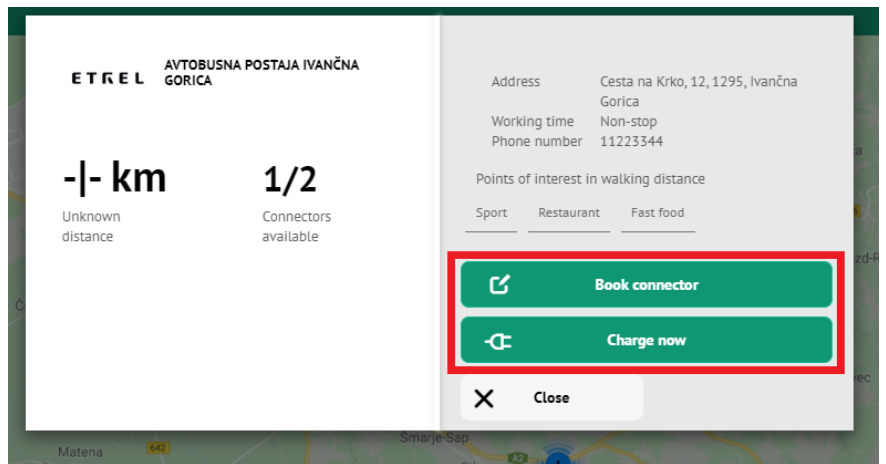 ETREL
AVTOBUSNA POSTAJA IVANČNA
GORICA
-|- km
Unknown
distance
1/2
Connectors
available
Address
Cesta na Krko, 12, 1295, Ivančna
Gorica
Working time
Non-stop
Phone number
11223344
Points of interest in walking distance
Sport
Restaurant
Fast food
Book connector
Charge now
Close
Matena
642
Šmarje-Sap
A2